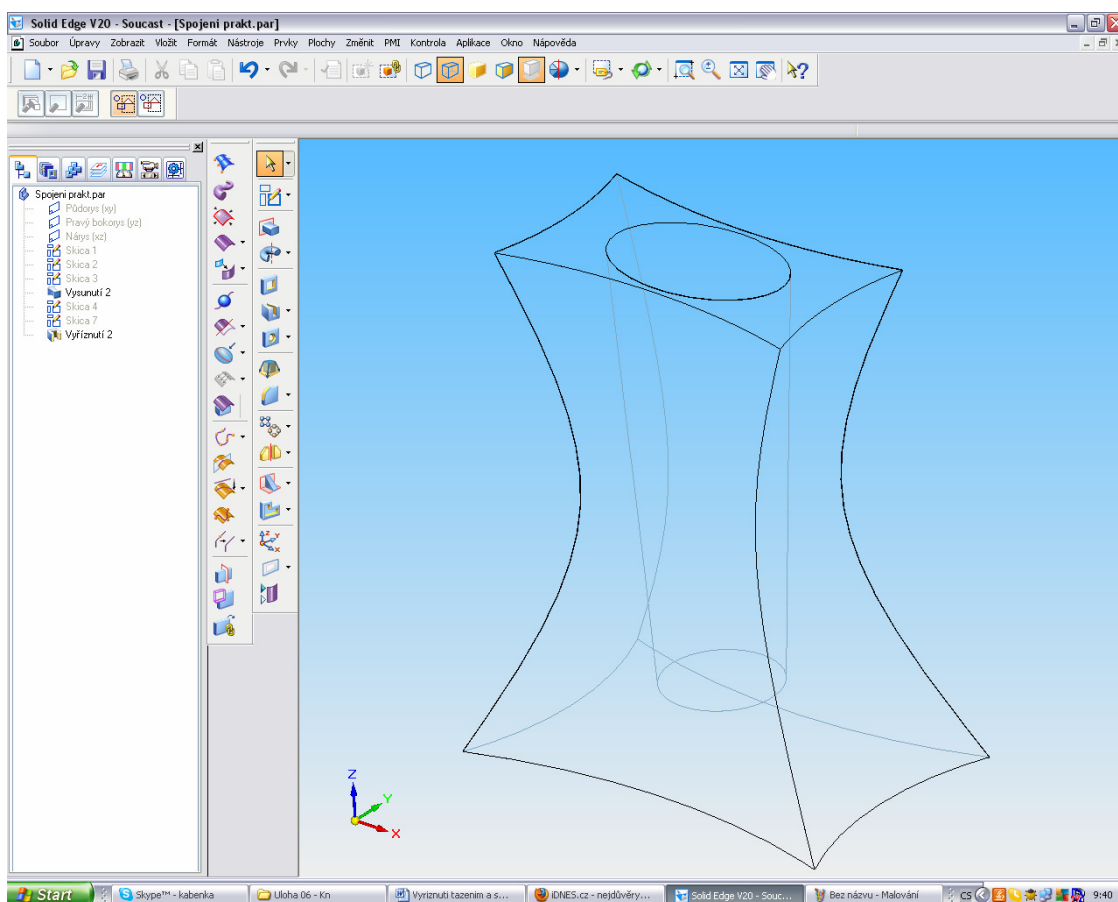 Solid Edge V20 - Soucast - [Spojeni prakt.par]
Soubor Úpravy Zobrazit Vložit Formát Nástroje Prvky Plochy Změnit PMI Kontrola Aplikace Okno Nápověda
Spojeni prakt.par
Půdorys (xy)
Pravý bokorys (yz)
Nárys (xz)
Skica 1
Skica 2
Skica 3
Vysunutí 2
Skica 4
Skica 7
Vyříznutí 2
Z
Y
X
Start
Skype™ - kabenka
Uloha 06 - Kn
Vyriznuti tazenim a s...
iDNES.cz - nejdůvěry...
Solid Edge V20 - Souc...
Bez názvu - Malování
CS
9:40